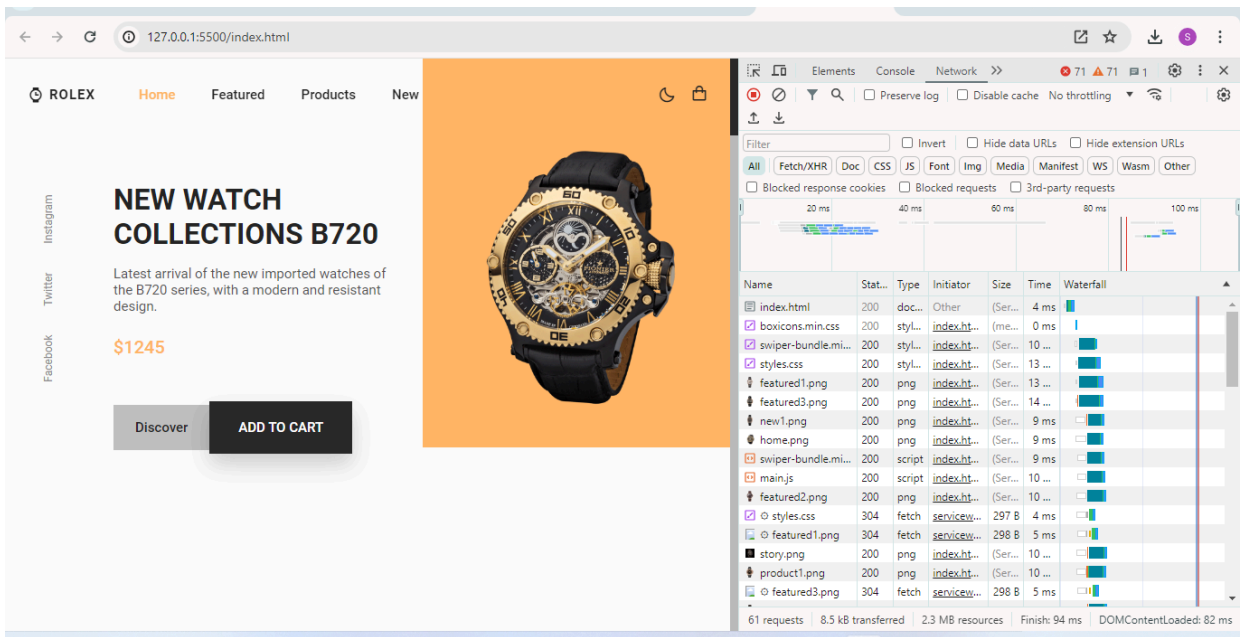 127.0.0.1:5500/index.html
S
ROLEX Home Featured Products New
Instagram
Twitter
Facebook
NEW WATCH
COLLECTIONS B720
Latest arrival of the new imported watches of
the B720 series, with a modern and resistant
design.
$1245
Discover ADD TO CART
Elements Console Network 71 71 1
Preserve log Disable cache No throttling
Filter Invert Hide data URLs Hide extension URLs
All Fetch/XHR Doc CSS JS Font Img Media Manifest WS Wasm Other
Blocked response cookies Blocked requests 3rd-party requests
20 ms 40 ms 60 ms 80 ms 100 ms
Name Stat... Type Initiator Size Time Waterfall
index.html 200 doc... Other (Ser... 4 ms
boxicons.min.css 200 styl... index.ht... (me... 0 ms
swiper-bundle.mi... 200 styl... index.ht... (Ser... 10 ...
styles.css 200 styl... index.ht... (Ser... 13 ...
featured1.png 200 png index.ht... (Ser... 13 ...
featured3.png 200 png index.ht... (Ser... 14 ...
new1.png 200 png index.ht... (Ser... 9 ms
home.png 200 png index.ht... (Ser... 9 ms
swiper-bundle.mi... 200 script index.ht... (Ser... 9 ms
main.js 200 script index.ht... (Ser... 10 ...
featured2.png 200 png index.ht... (Ser... 10 ...
styles.css 304 fetch servicew... 297 B 4 ms
featured1.png 304 fetch servicew... 298 B 5 ms
story.png 200 png index.ht... (Ser... 10 ...
product1.png 200 png index.ht... (Ser... 10 ...
featured3.png 304 fetch servicew... 298 B 5 ms
61 requests 8.5 kB transferred 2.3 MB resources Finish: 94 ms DOMContentLoaded: 82 ms